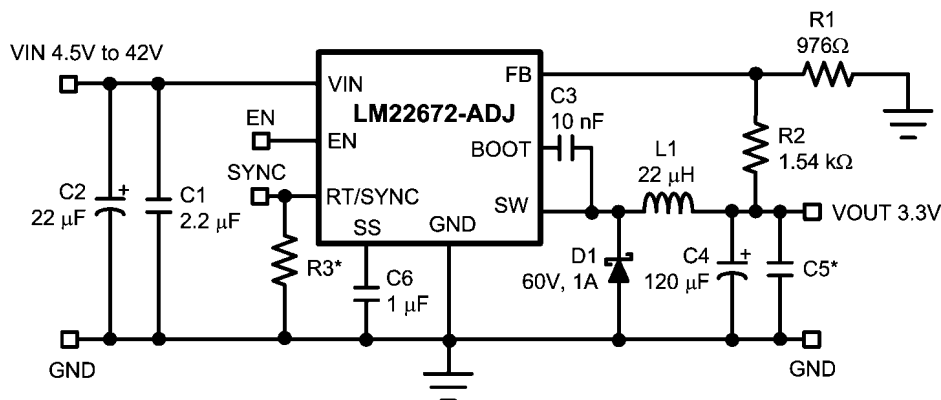 VIN 4.5V to 42V
EN
SYNC
C2
22 μF
+
C1
2.2 μF
R3*
C6
1 μF
GND
VIN
LM22672-ADJ
EN
RT/SYNC
SS
GND
FB
BOOT
SW
C3
10 nF
L1
22 μH
R1
976Ω
R2
1.54 kΩ
VOUT 3.3V
D1
60V, 1A
C4
120 μF
+
C5*
GND